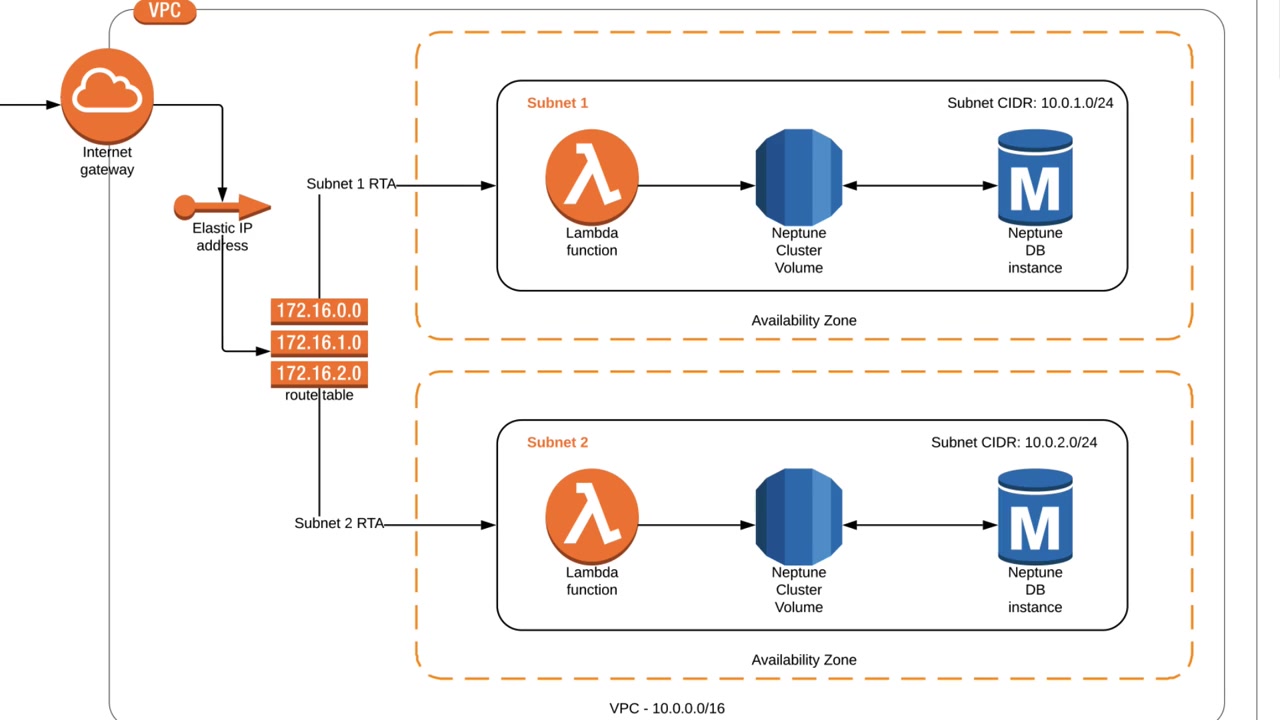 VPC
Internet
gateway
Elastic IP
address
Subnet 1 RTA
172.16.0.0
172.16.1.0
172.16.2.0
route table
Subnet 2 RTA
Subnet 1
Subnet CIDR: 10.0.1.0/24
Lambda
function
Neptune
Cluster
Volume
M
Neptune
DB
instance
Availability Zone
Subnet 2
Subnet CIDR: 10.0.2.0/24
Lambda
function
Neptune
Cluster
Volume
M
Neptune
DB
instance
Availability Zone
VPC - 10.0.0.0/16